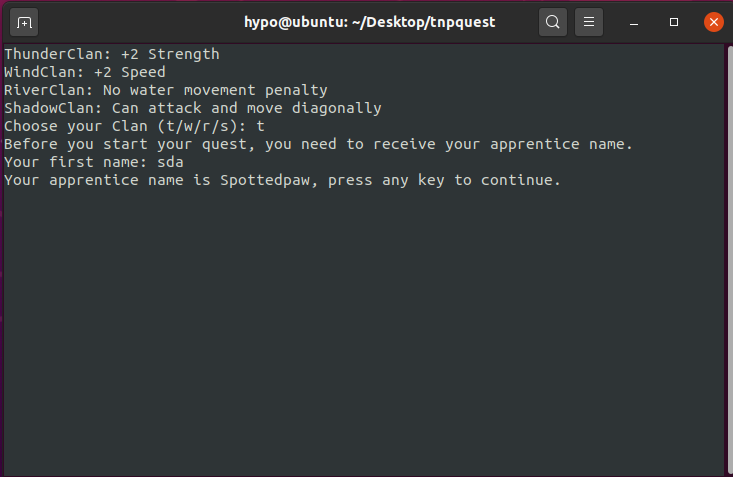 hypo@ubuntu: ~/Desktop/tnpquest
ThunderClan: +2 Strength
WindClan: +2 Speed
RiverClan: No water movement penalty
ShadowClan: Can attack and move diagonally
Choose your Clan (t/w/r/s): t
Before you start your quest, you need to receive your apprentice name.
Your first name: sda
Your apprentice name is Spottedpaw, press any key to continue.